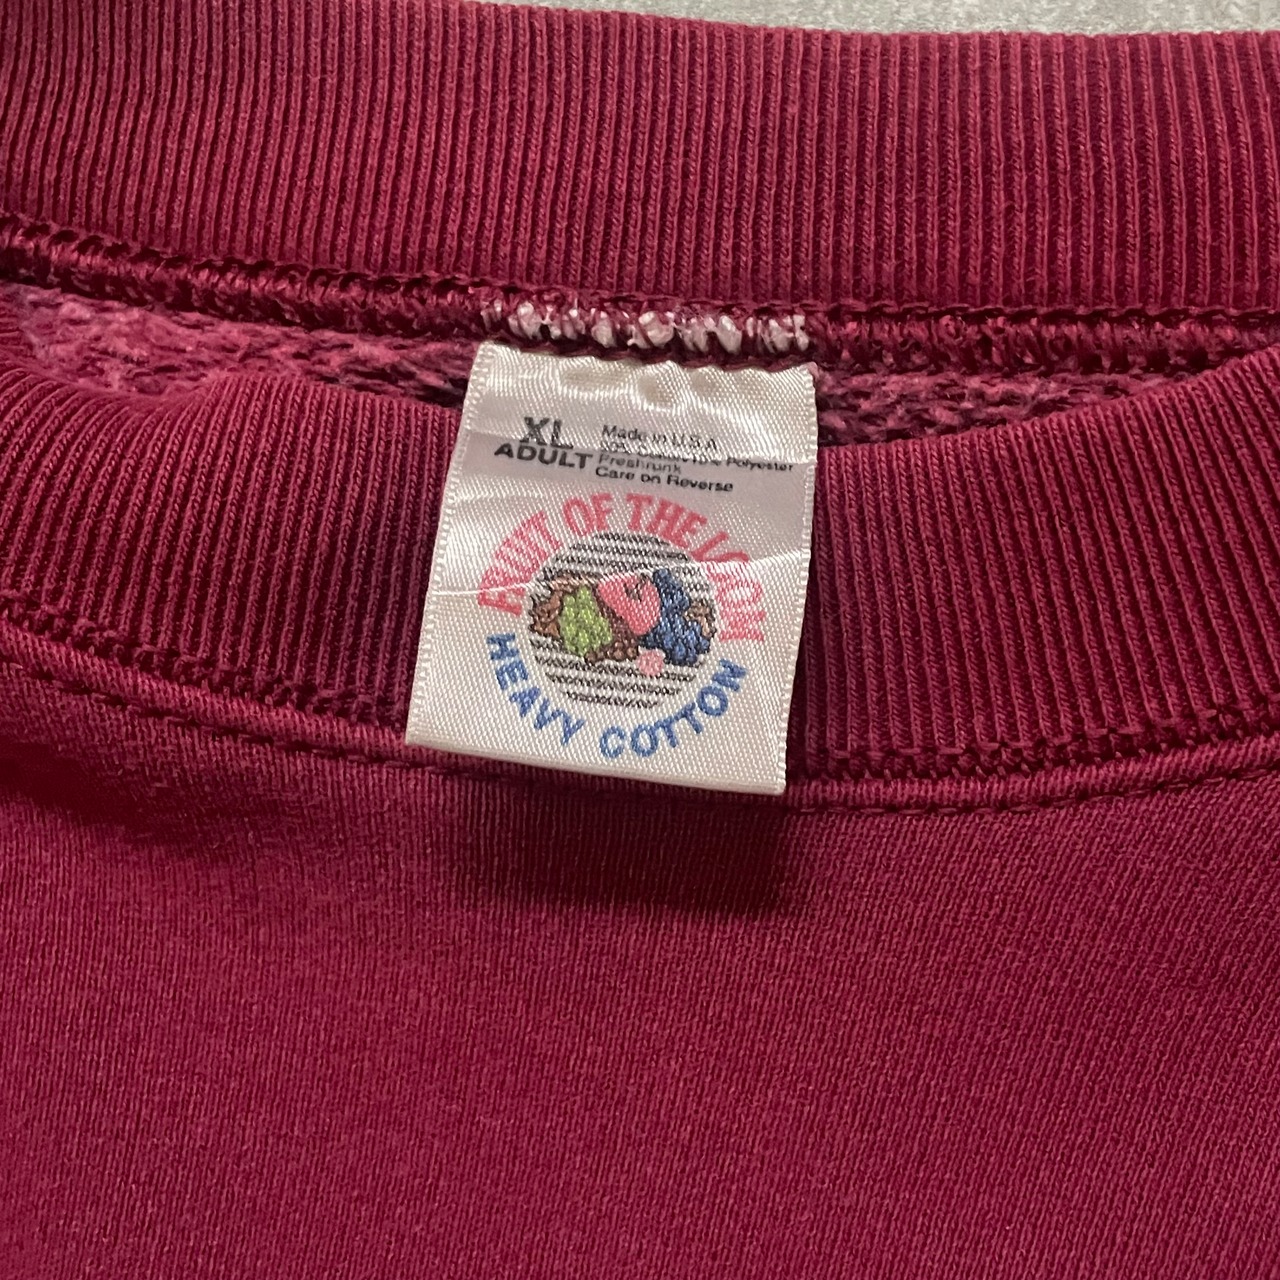 XL
ADULT
Made in U.S.A
Polyester
Preshrunk
Care on Reverse
FRUIT OF THE LOOM
HEAVY COTTON